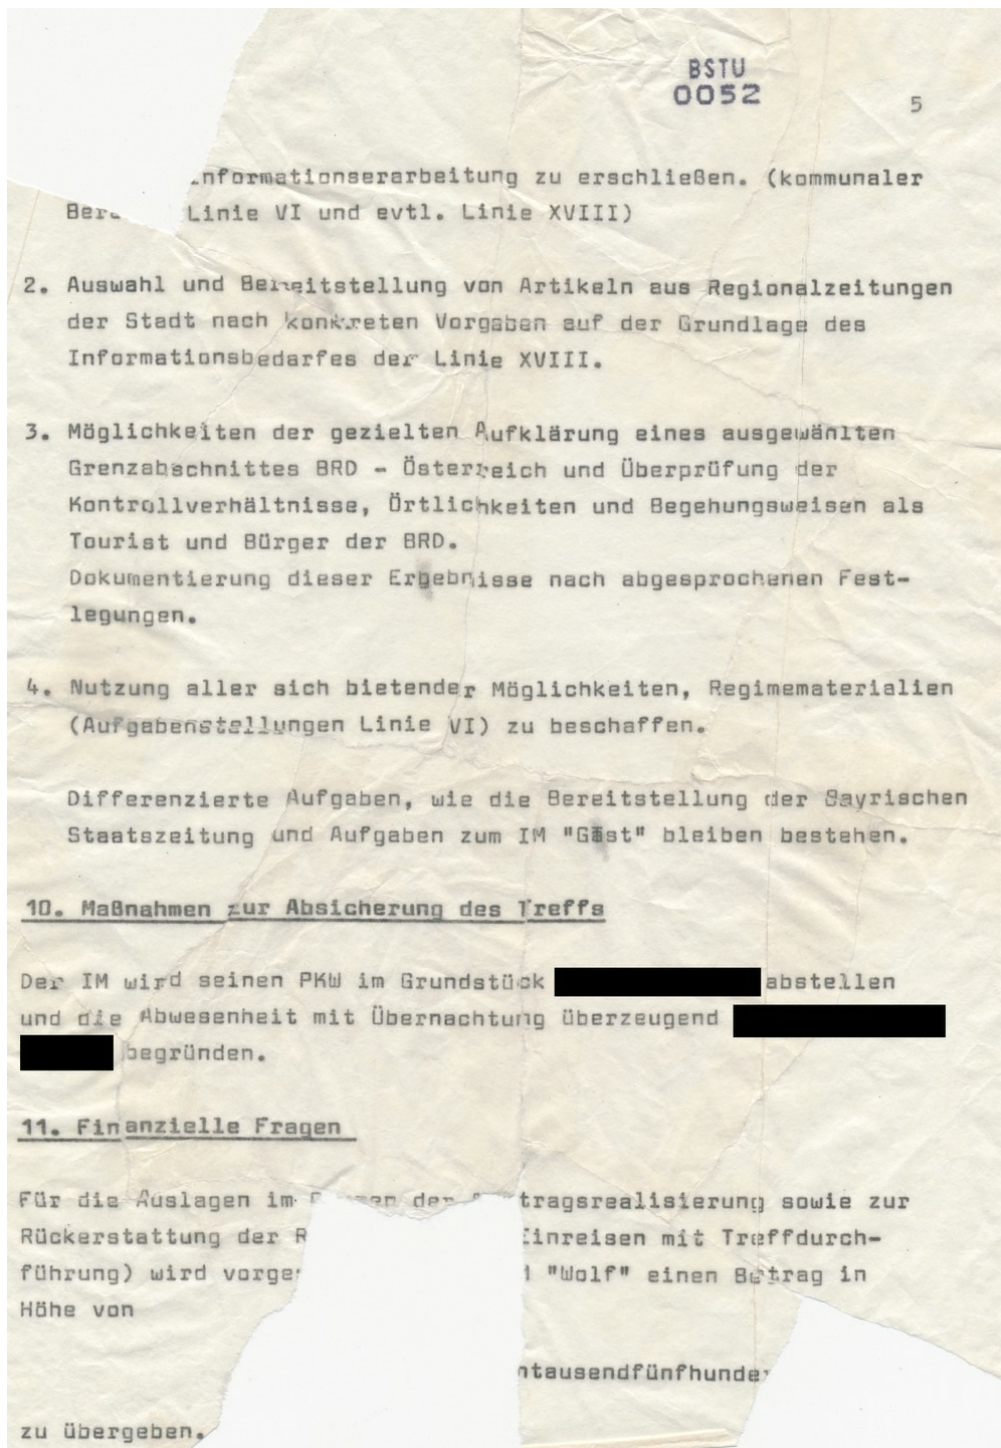 BSTU
0052
5
nformationserarbeitung zu erschließen. (kommunaler
Linie VI und evtl. Linie XVIII)
2. Auswahl und Bereitstellung von Artikeln aus Regionalzeitungen
der Stadt nach konkreten Vorgaben auf der Grundlage des
Informationsbedarfes der Linie XVIII.
3. Möglichkeiten der gezielten Aufklärung eines ausgewählten
Grenzabschnittes BRD - Österreich und Überprüfung der
Kontrollverhältnisse, Örtlichkeiten und Begehungsweisen als
Tourist und Bürger der BRD.
Dokumentierung dieser Ergebnisse nach abgesprochenen Fest-
legungen.
4. Nutzung aller sich bietender Möglichkeiten, Regimematerialien
(Aufgabenstellungen Linie VI) zu beschaffen.
Differenzierte Aufgaben, wie die Bereitstellung der Bayrischen
Staatszeitung und Aufgaben zum IM "Gast" bleiben bestehen.
10. Maßnahmen zur Absicherung des Treffs
Der IM wird seinen PKW im Grundstück abstellen
und die Abwesenheit mit Übernachtung überzeugend
begründen.
11. Finanzielle Fragen
Für die Auslagen im der tragsrealisierung sowie zur
Rückerstattung der R Einreisen mit Treffdurch-
führung) wird vorge "Wolf" einen Betrag in
Höhe von
ntausendfünfhunde
zu übergeben.